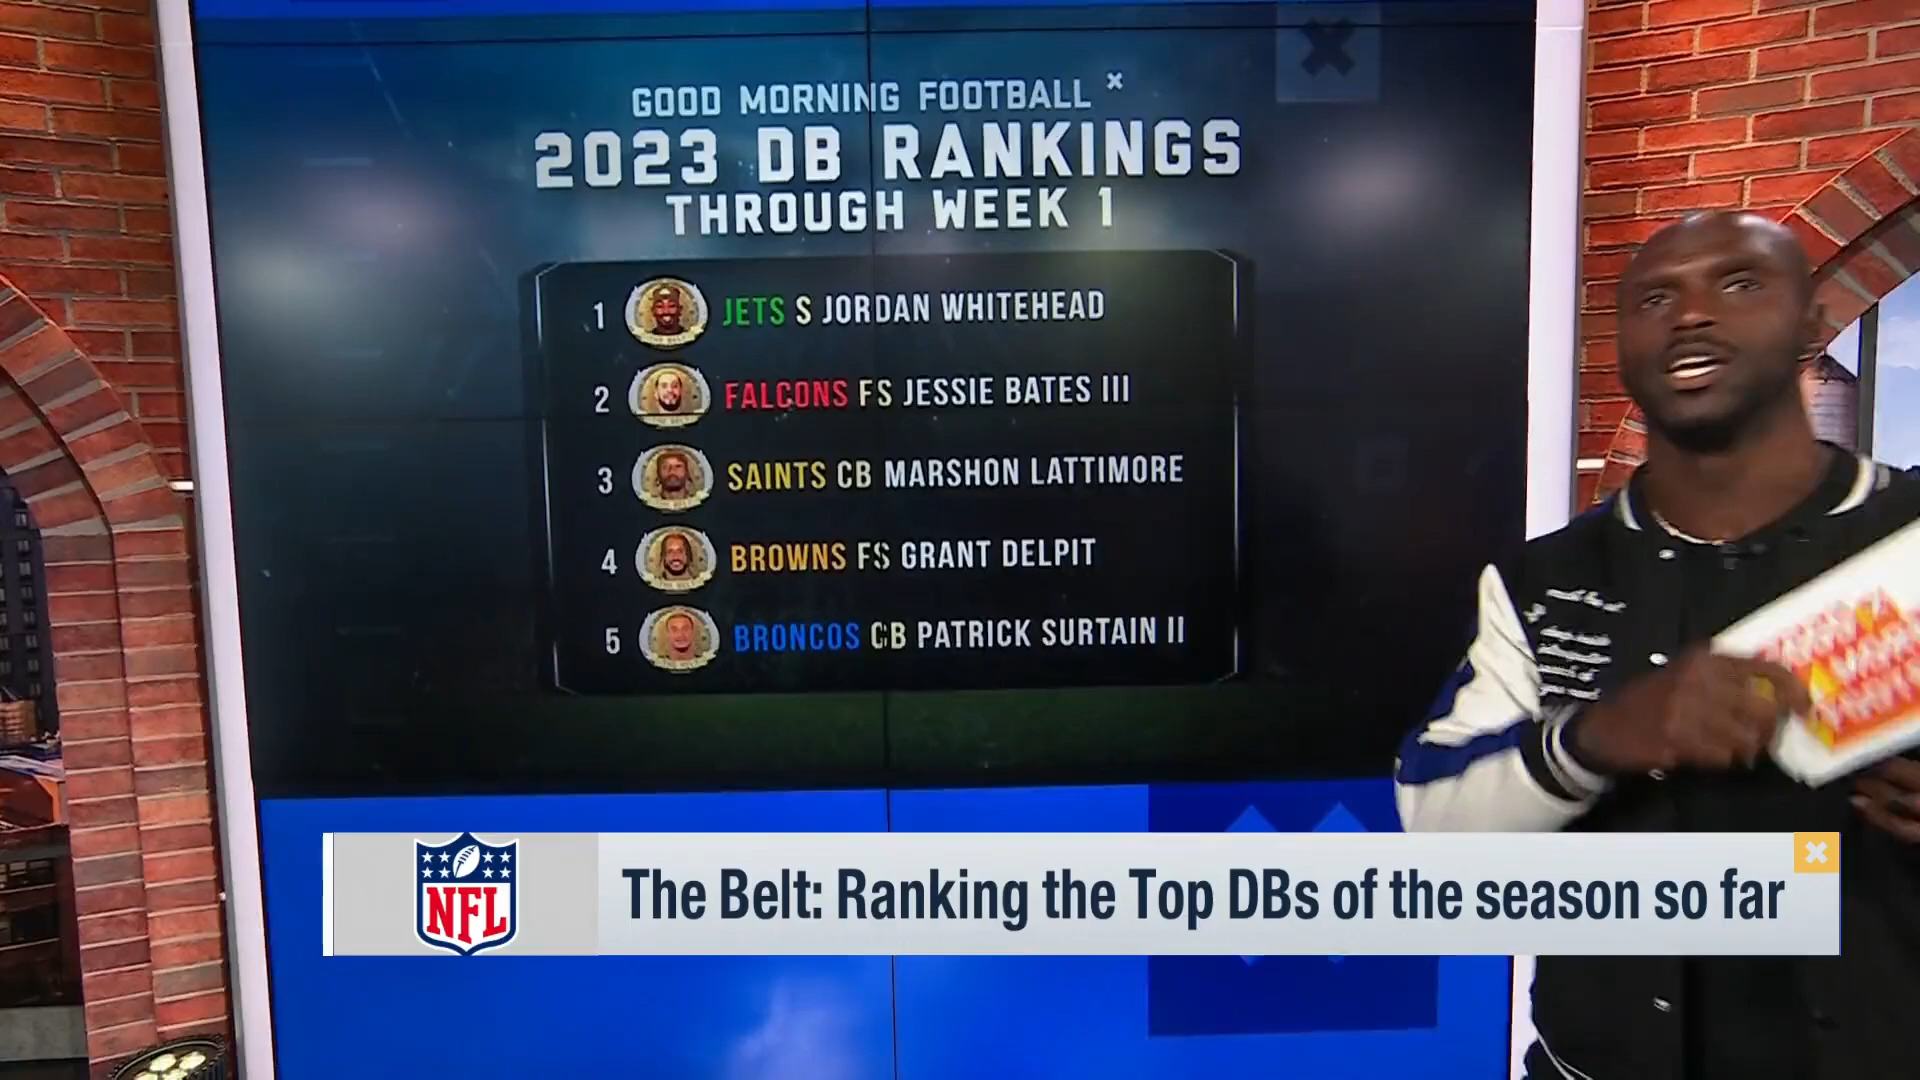 GOOD MORNING FOOTBALL
2023 DB RANKINGS
THROUGH WEEK 1
1 JETS S JORDAN WHITEHEAD
2 FALCONS FS JESSIE BATES III
3 SAINTS CB MARSHON LATTIMORE
4 BROWNS FS GRANT DELPIT
5 BRONCOS CB PATRICK SURTAIN II
NFL
The Belt: Ranking the Top DBs of the season so far